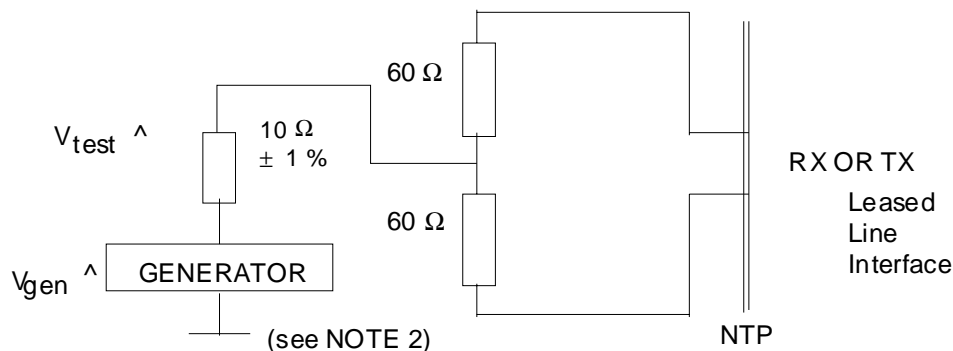 60 Ω
V_test ^
10 Ω
± 1 %
RX OR TX
Leased
Line
Interface
60 Ω
V_gen ^
GENERATOR
(see NOTE 2)
NTP